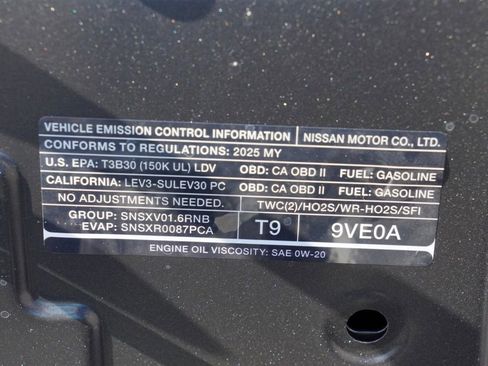 VEHICLE EMISSION CONTROL INFORMATION NISSAN MOTOR CO., LTD.
CONFORMS TO REGULATIONS: 2025 MY
U.S. EPA: T3B30 (150K UL) LDV OBD: CA OBD II FUEL: GASOLINE
CALIFORNIA: LEV3-SULEV30 PC OBD: CA OBD II FUEL: GASOLINE
NO ADJUSTMENTS NEEDED. TWC(2)/HO2S/WR-HO2S/SFI
GROUP: SNSXV01.6RNB
EVAP: SNSXR0087PCA T9 9VE0A
ENGINE OIL VISCOSITY: SAE 0W-20